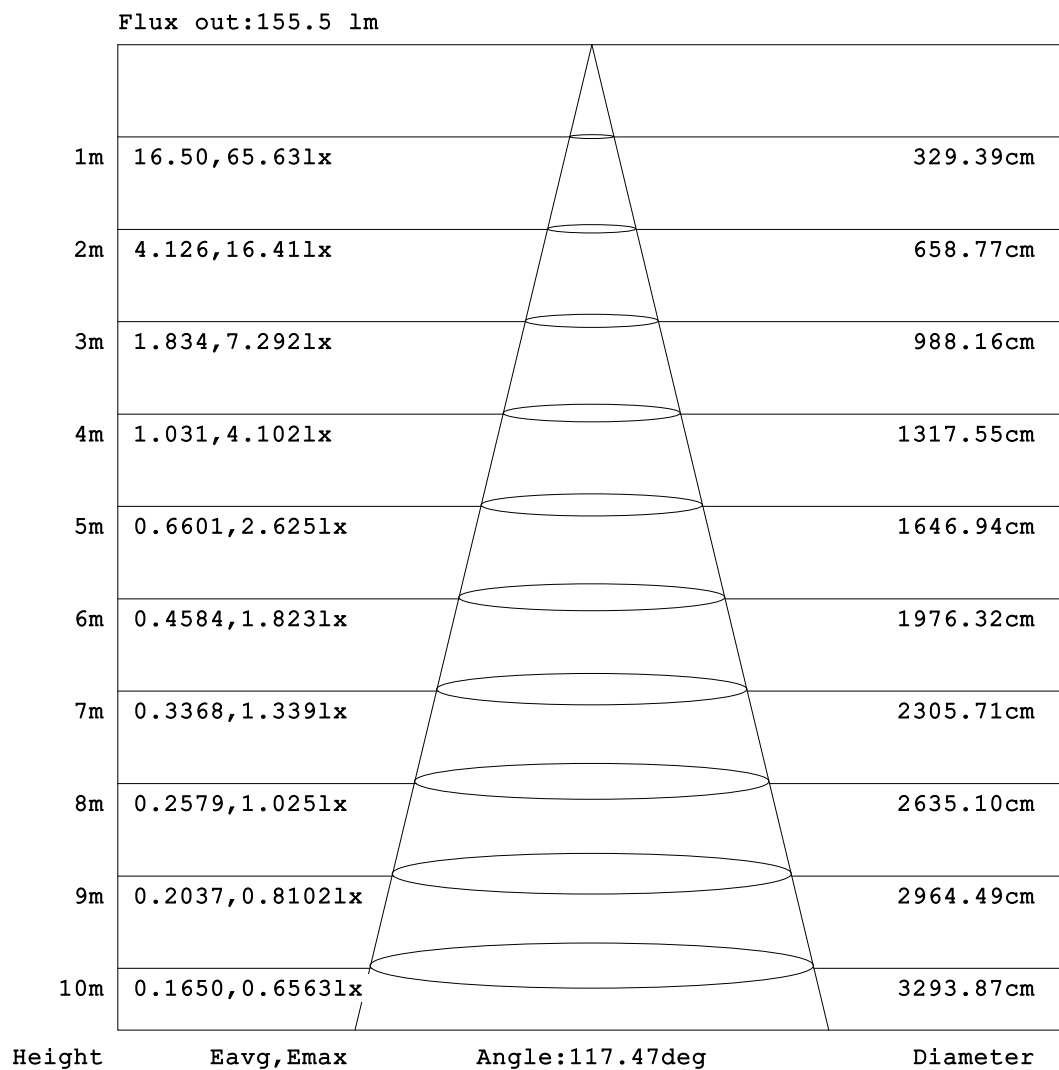 Flux out:155.5 lm
1m 16.50,65.63lx 329.39cm
2m 4.126,16.41lx 658.77cm
3m 1.834,7.292lx 988.16cm
4m 1.031,4.102lx 1317.55cm
5m 0.6601,2.625lx 1646.94cm
6m 0.4584,1.823lx 1976.32cm
7m 0.3368,1.339lx 2305.71cm
8m 0.2579,1.025lx 2635.10cm
9m 0.2037,0.8102lx 2964.49cm
10m 0.1650,0.6563lx 3293.87cm
Height Eavg,Emax Angle:117.47deg Diameter